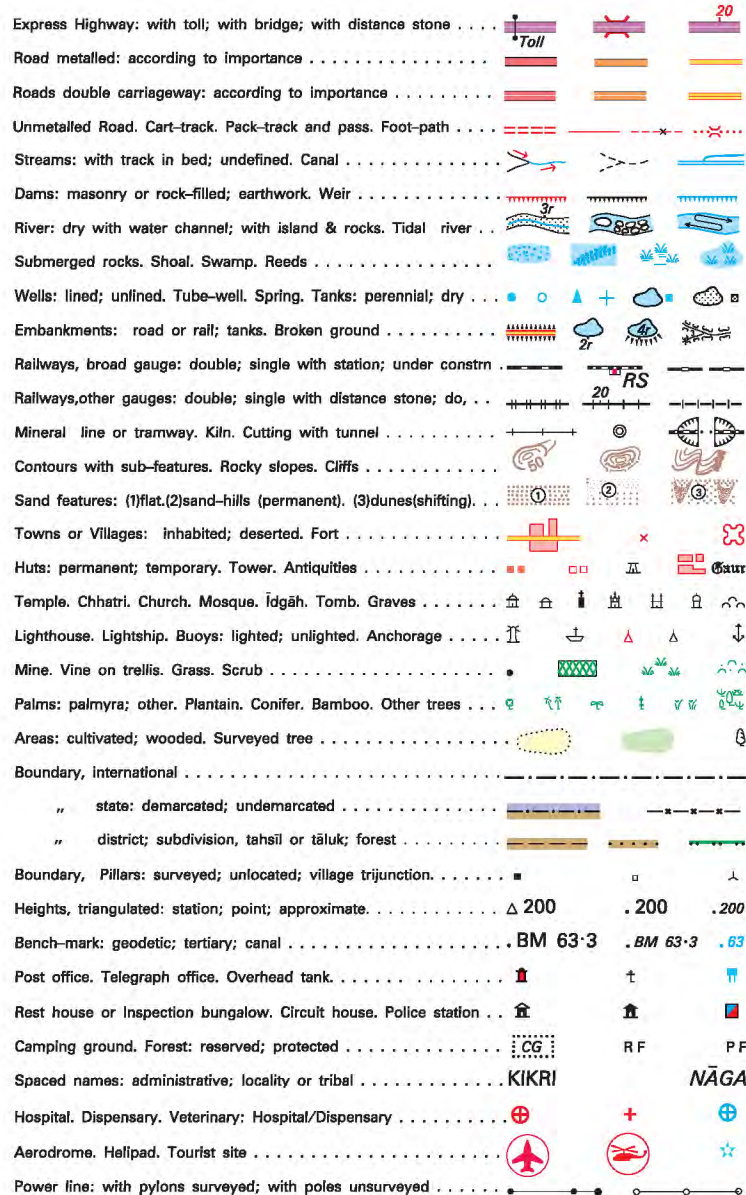 Express Highway: with toll; with bridge; with distance stone . . . . Toll 20
Road metalled: according to importance . . . . . . . . . . . . . . . .
Roads double carriageway: according to importance . . . . . . . . .
Unmetalled Road. Cart–track. Pack–track and pass. Foot–path . . . .
Streams: with track in bed; undefined. Canal . . . . . . . . . . . . . .
Dams: masonry or rock–filled; earthwork. Weir . . . . . . . . . . . . .
River: dry with water channel; with island & rocks. Tidal river . . 3r
Submerged rocks. Shoal. Swamp. Reeds . . . . . . . . . . . . . . . . .
Wells: lined; unlined. Tube–well. Spring. Tanks: perennial; dry . . .
Embankments: road or rail; tanks. Broken ground . . . . . . . . . . 2r 4r
Railways, broad gauge: double; single with station; under constrn . RS
Railways,other gauges: double; single with distance stone; do, . . 20
Mineral line or tramway. Kiln. Cutting with tunnel . . . . . . . . . .
Contours with sub–features. Rocky slopes. Cliffs . . . . . . . . . . . 50
Sand features: (1)flat.(2)sand–hills (permanent). (3)dunes(shifting). . . 1 2 3
Towns or Villages: inhabited; deserted. Fort . . . . . . . . . . . . . .
Huts: permanent; temporary. Tower. Antiquities . . . . . . . . . . . . Gaur
Temple. Chhatri. Church. Mosque. Īdgāh. Tomb. Graves . . . . . . .
Lighthouse. Lightship. Buoys: lighted; unlighted. Anchorage . . . . .
Mine. Vine on trellis. Grass. Scrub . . . . . . . . . . . . . . . . . . .
Palms: palmyra; other. Plantain. Conifer. Bamboo. Other trees . . .
Areas: cultivated; wooded. Surveyed tree . . . . . . . . . . . . . . . .
Boundary, international . . . . . . . . . . . . . . . . . . . . . . . . . .
„ state: demarcated; undemarcated . . . . . . . . . . . . . .
„ district; subdivision, tahsīl or tāluk; forest . . . . . . . . .
Boundary, Pillars: surveyed; unlocated; village trijunction. . . . . . .
Heights, triangulated: station; point; approximate. . . . . . . . . . . 200 . 200 . 200
Bench–mark: geodetic; tertiary; canal . . . . . . . . . . . . . . . . . . BM 63·3 . BM 63·3 . 63
Post office. Telegraph office. Overhead tank. . . . . . . . . . . . . .
Rest house or Inspection bungalow. Circuit house. Police station . .
Camping ground. Forest: reserved; protected . . . . . . . . . . . . . CG R F P F
Spaced names: administrative; locality or tribal . . . . . . . . . . . . KIKRI NĀGA
Hospital. Dispensary. Veterinary: Hospital/Dispensary . . . . . . . . .
Aerodrome. Helipad. Tourist site . . . . . . . . . . . . . . . . . . . . .
Power line: with pylons surveyed; with poles unsurveyed . . . . . .